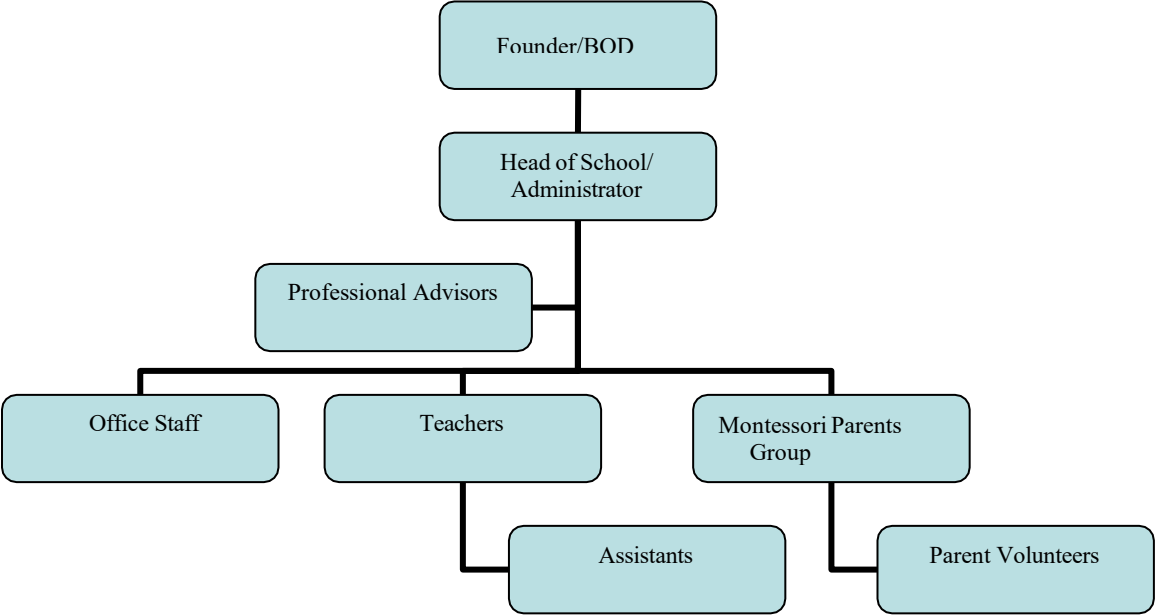 Founder/BOD
Head of School/
Administrator
Professional Advisors
Office Staff
Teachers
Montessori Parents
Group
Assistants
Parent Volunteers